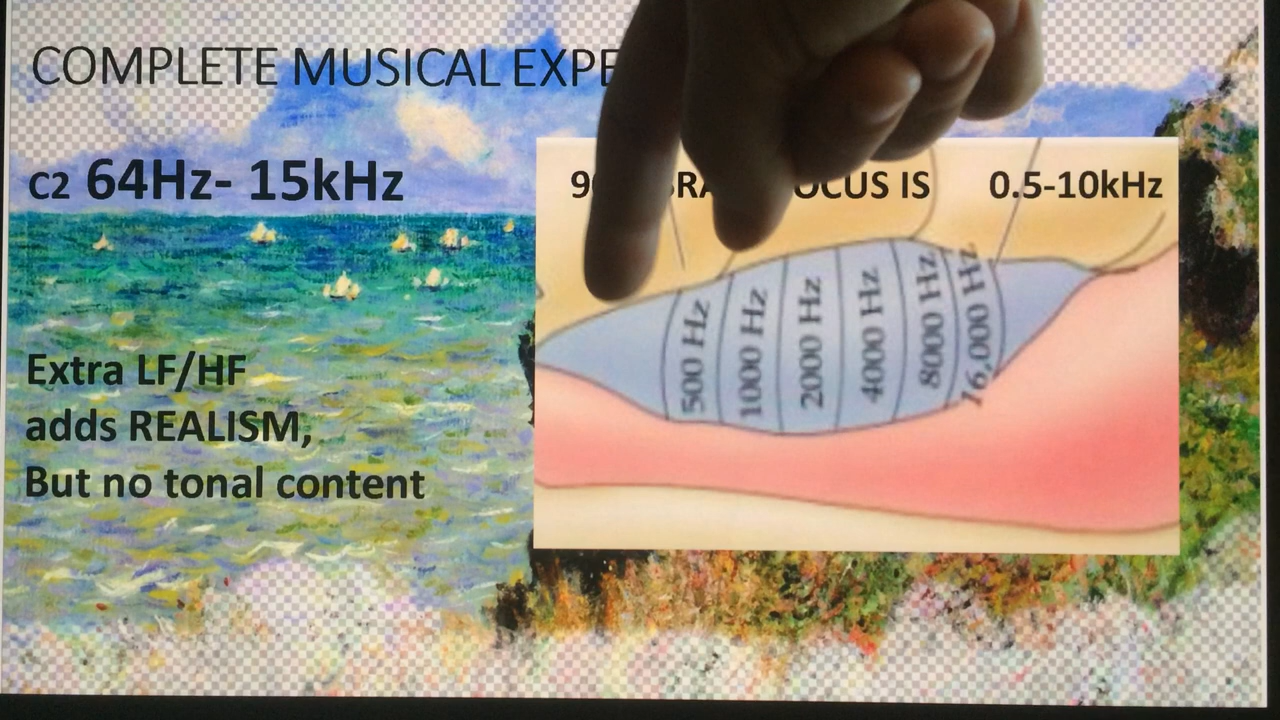 COMPLETE MUSICAL EXPE
C2 64Hz- 15kHz
9 RA OCUS IS 0.5-10kHz
500 Hz
1000 Hz
2000 Hz
4000 Hz
8000 Hz
16,000 Hz
Extra LF/HF
adds REALISM,
But no tonal content